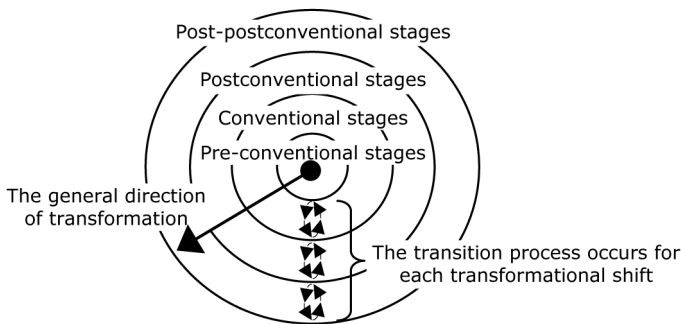 Post-postconventional stages
Postconventional stages
Conventional stages
Pre-conventional stages
The general direction
of transformation
The transition process occurs for
each transformational shift